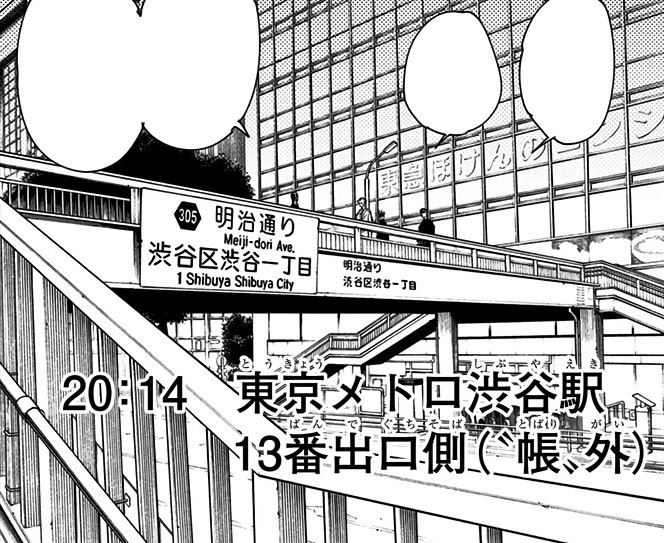 東急ほけんのコンシ
305
明治通り
Meiji-dori Ave.
渋谷区渋谷一丁目
1 Shibuya Shibuya City
明治通り
渋谷区渋谷一丁目
20:14 東京メトロ渋谷駅
13番出口側(〝帳〟外)